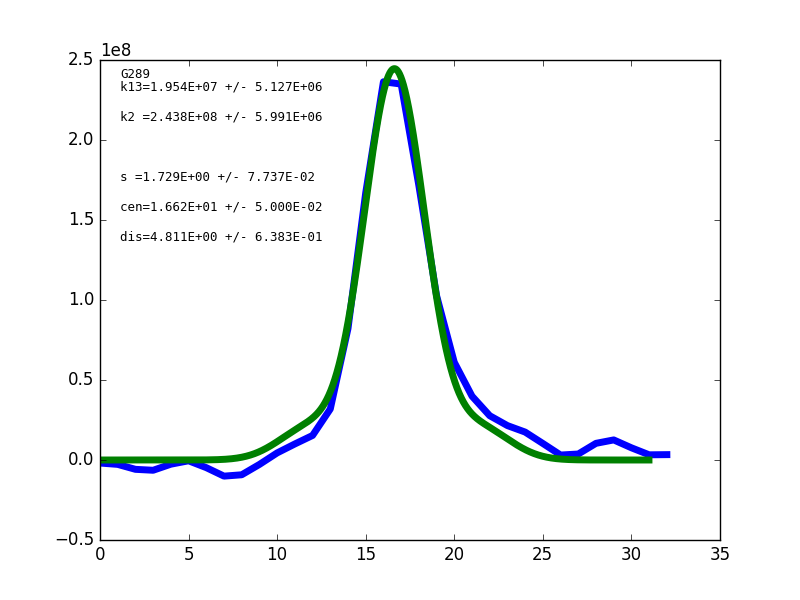 1e8
2.5
G289
k13=1.954E+07 +/- 5.127E+06
k2 =2.438E+08 +/- 5.991E+06
2.0
s =1.729E+00 +/- 7.737E-02
cen=1.662E+01 +/- 5.000E-02
1.5
dis=4.811E+00 +/- 6.383E-01
1.0
0.5
0.0
−0.5
0 5 10 15 20 25 30 35